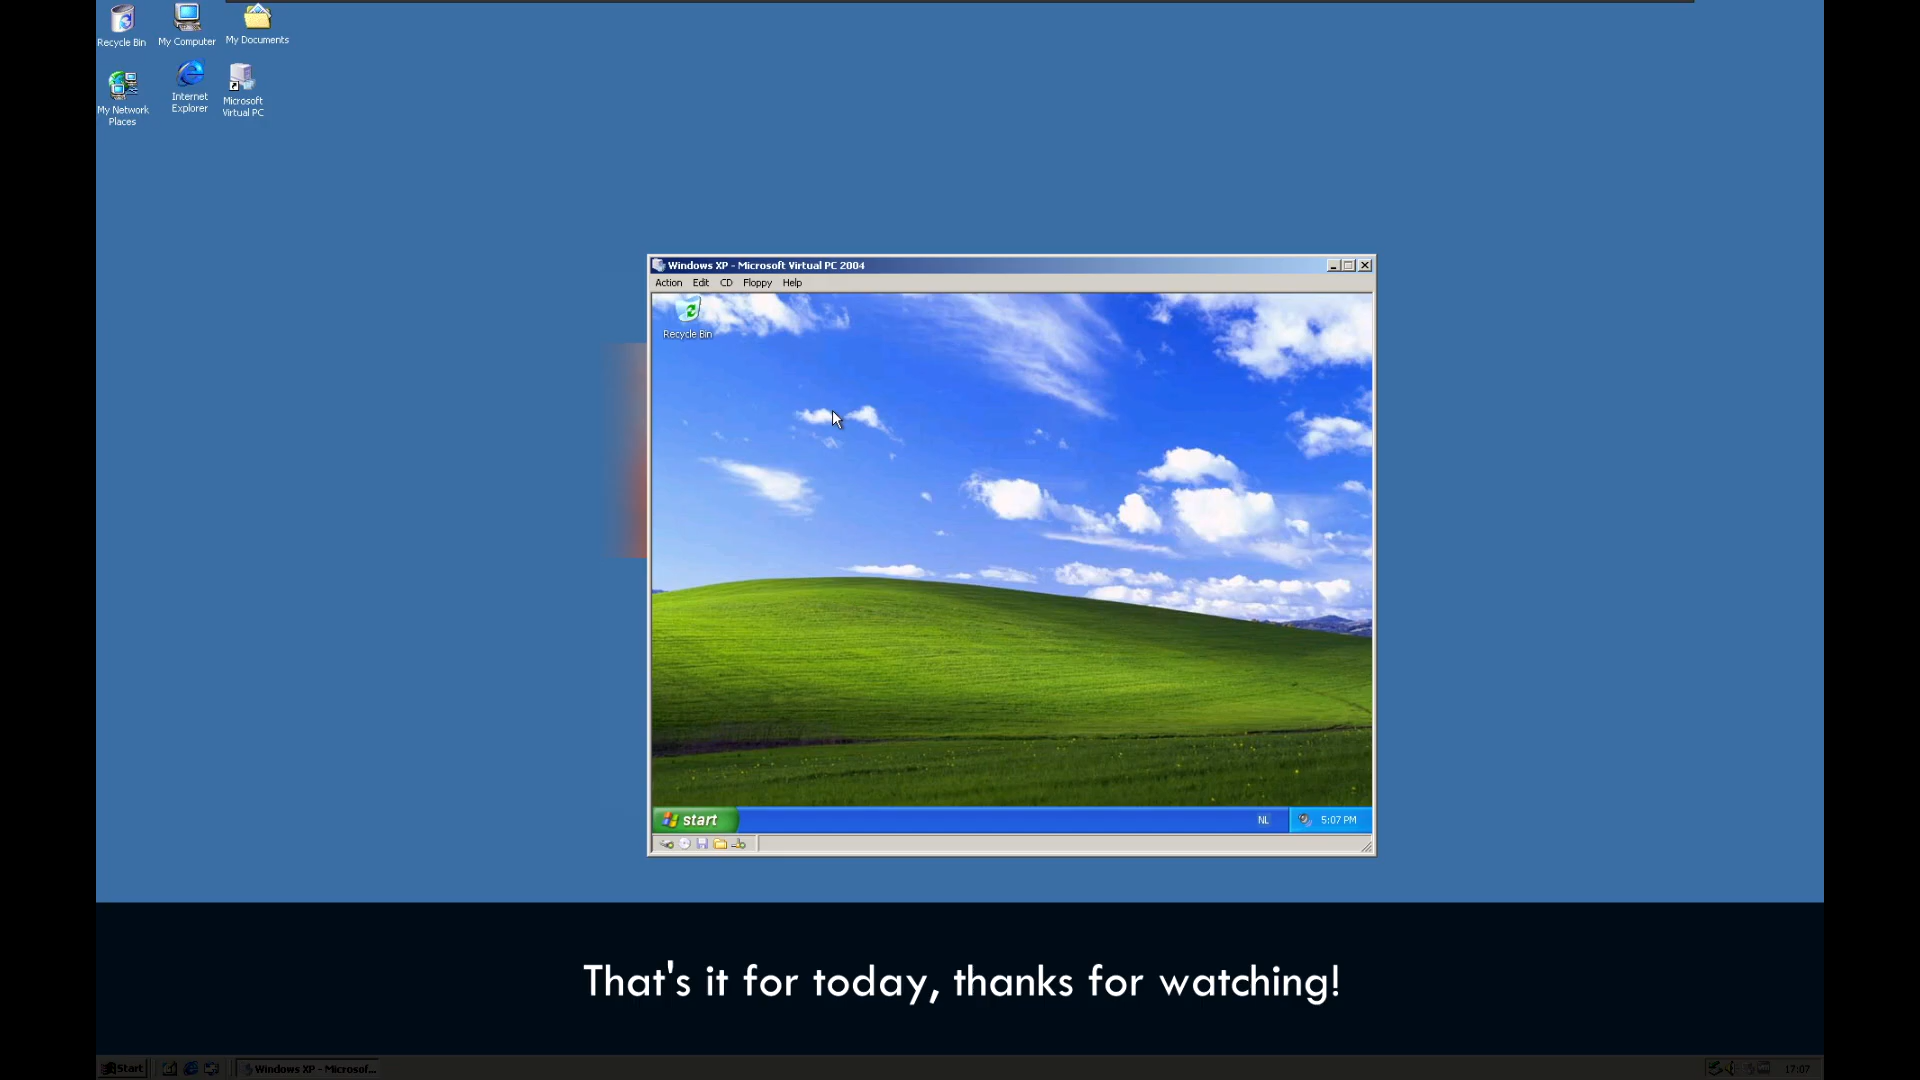 Recycle Bin
My Computer
My Documents
My Network
Places
Internet
Explorer
Microsoft
Virtual PC
Windows XP - Microsoft Virtual PC 2004
Action Edit CD Floppy Help
Recycle Bin
start
NL
5:07 PM
That's it for today, thanks for watching!
Start
Windows XP - Microsof...
17:07